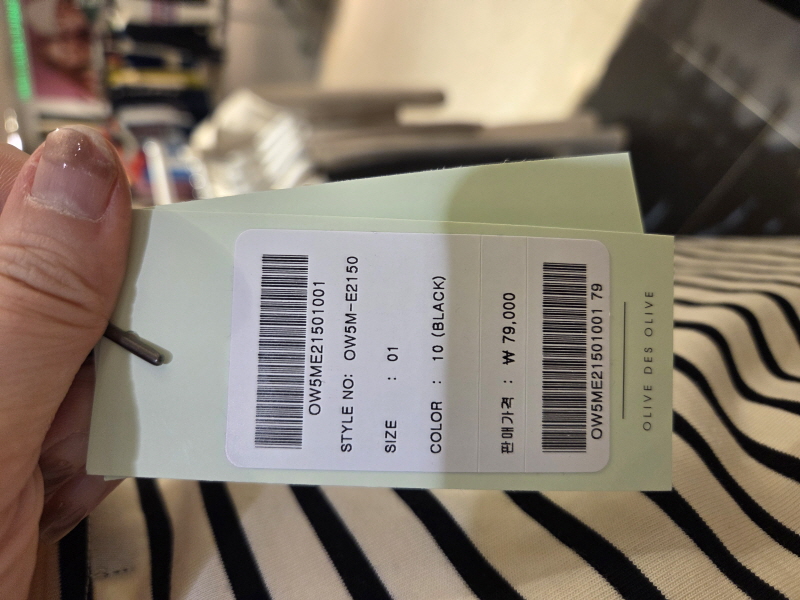 OW5ME21501001
STYLE NO: OW5M-E2150
SIZE : 01
COLOR : 10 (BLACK)
판매가격 : ₩ 79,000
OW5ME21501001 79
OLIVE DES OLIVE